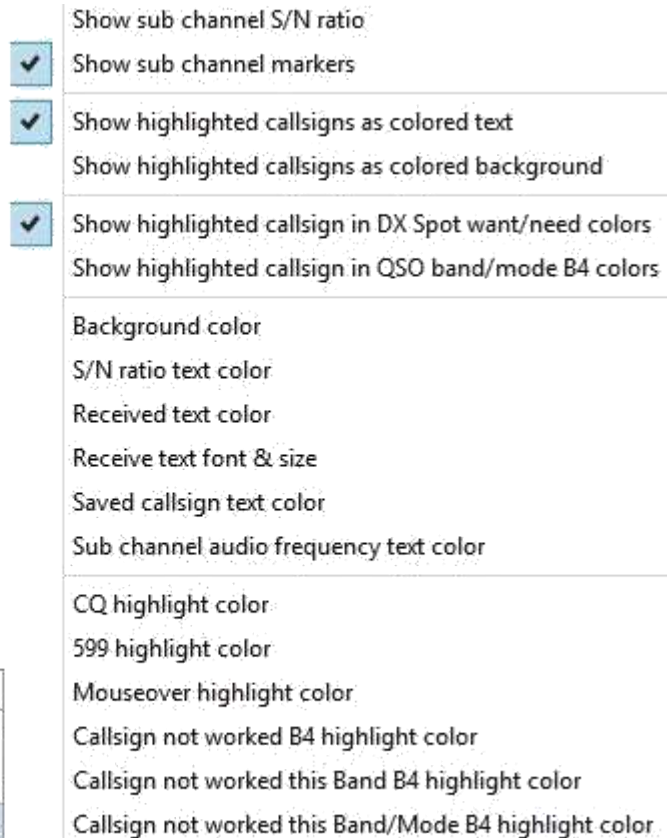 Show sub channel S/N ratio
Show sub channel markers
Show highlighted callsigns as colored text
Show highlighted callsigns as colored background
Show highlighted callsign in DX Spot want/need colors
Show highlighted callsign in QSO band/mode B4 colors
Background color
S/N ratio text color
Received text color
Receive text font & size
Saved callsign text color
Sub channel audio frequency text color
CQ highlight color
599 highlight color
Mouseover highlight color
Callsign not worked B4 highlight color
Callsign not worked this Band B4 highlight color
Callsign not worked this Band/Mode B4 highlight color